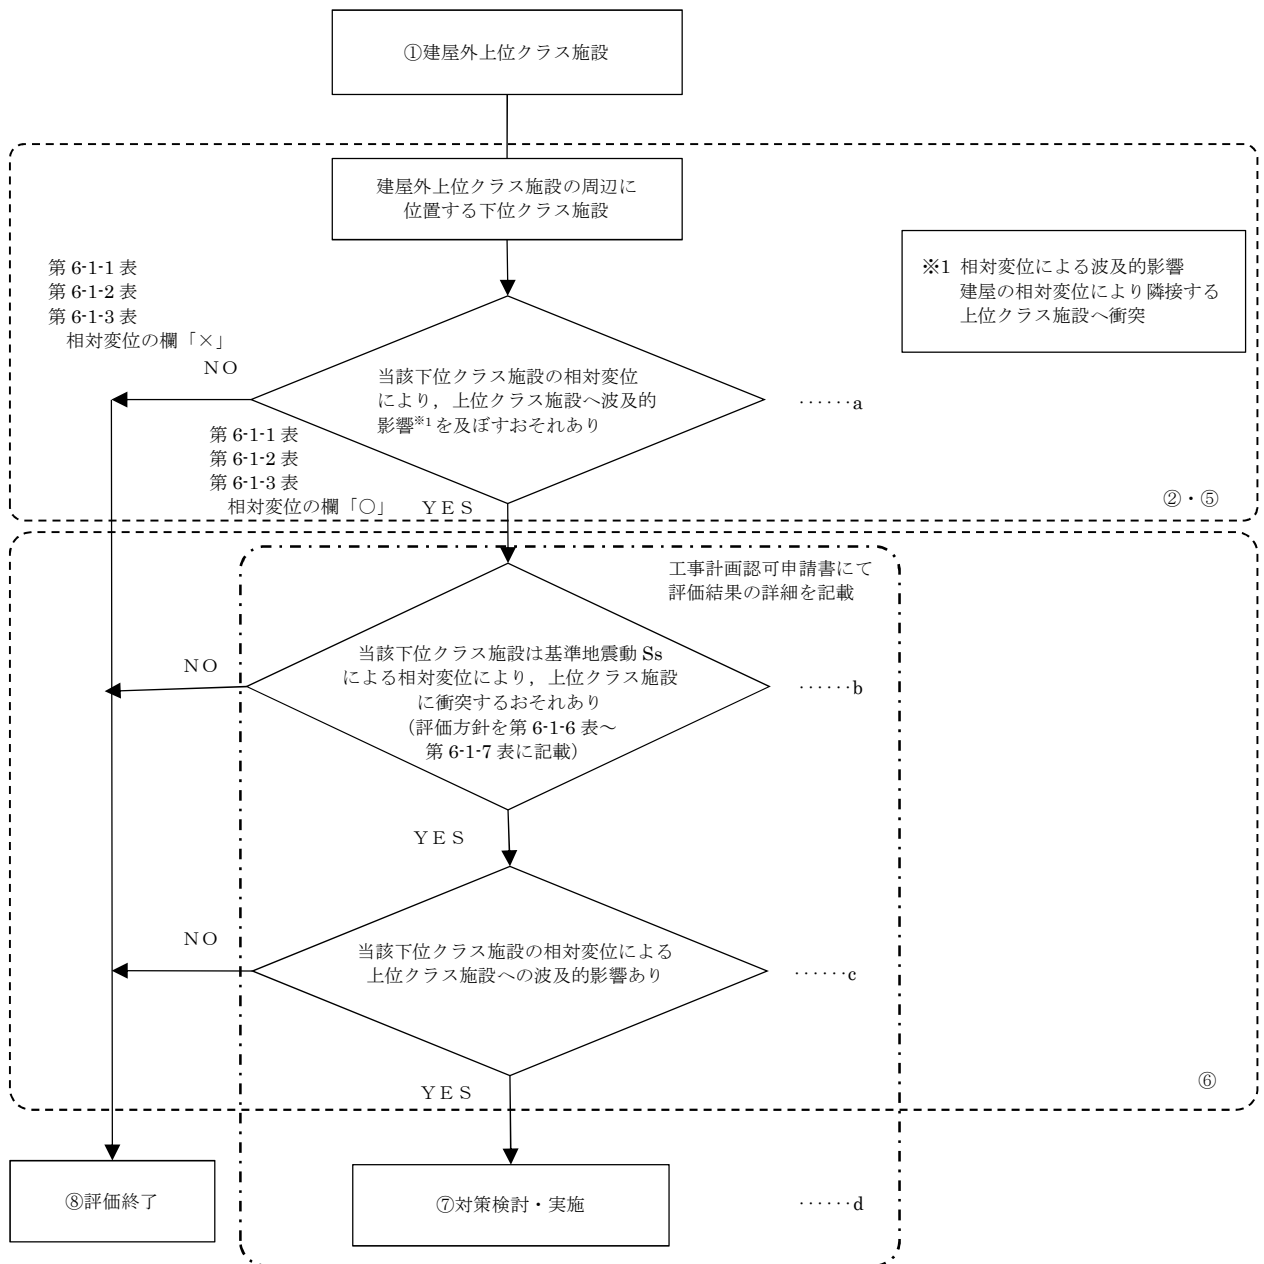 ①建屋外上位クラス施設
建屋外上位クラス施設の周辺に
位置する下位クラス施設
※1 相対変位による波及的影響
建屋の相対変位により隣接する
上位クラス施設へ衝突
第 6-1-1 表
第 6-1-2 表
第 6-1-3 表
相対変位の欄「×」
NO
当該下位クラス施設の相対変位
により，上位クラス施設へ波及的
影響※1を及ぼすおそれあり
······a
第 6-1-1 表
第 6-1-2 表
第 6-1-3 表
相対変位の欄「○」
YES
②・⑤
工事計画認可申請書にて
評価結果の詳細を記載
当該下位クラス施設は基準地震動 Ss
による相対変位により，上位クラス施設
に衝突するおそれあり
（評価方針を第 6-1-6 表～
第 6-1-7 表に記載）
NO
······b
YES
当該下位クラス施設の相対変位による
上位クラス施設への波及的影響あり
NO
······c
YES
⑥
⑧評価終了
⑦対策検討・実施
······d